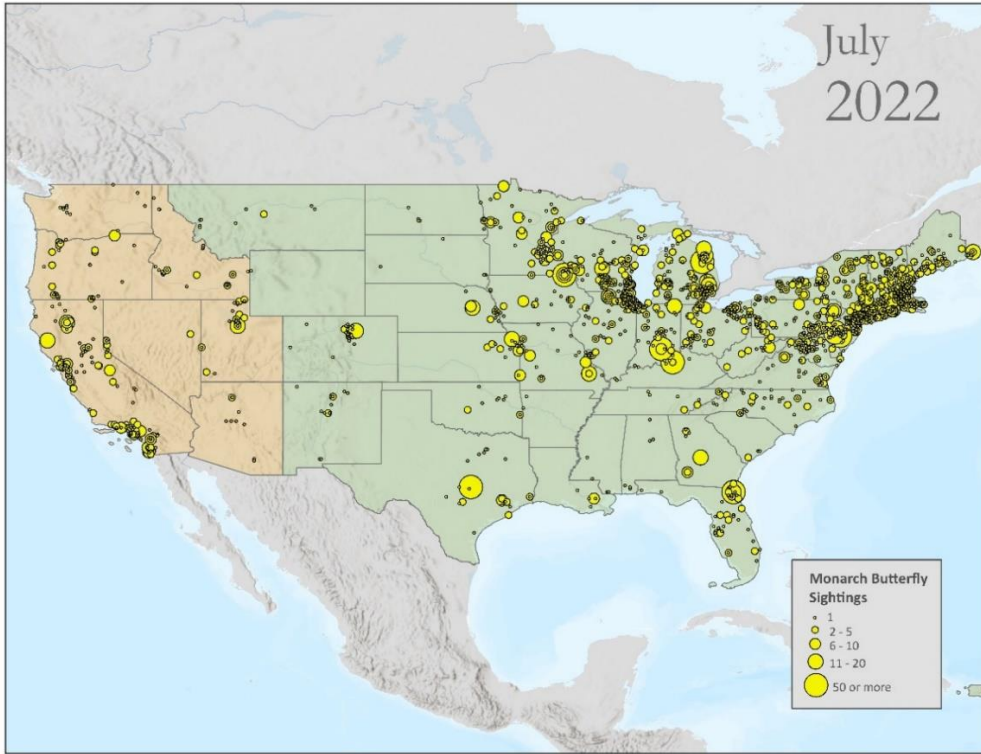 July
2022
Monarch Butterfly
Sightings
1
2 - 5
6 - 10
11 - 20
50 or more